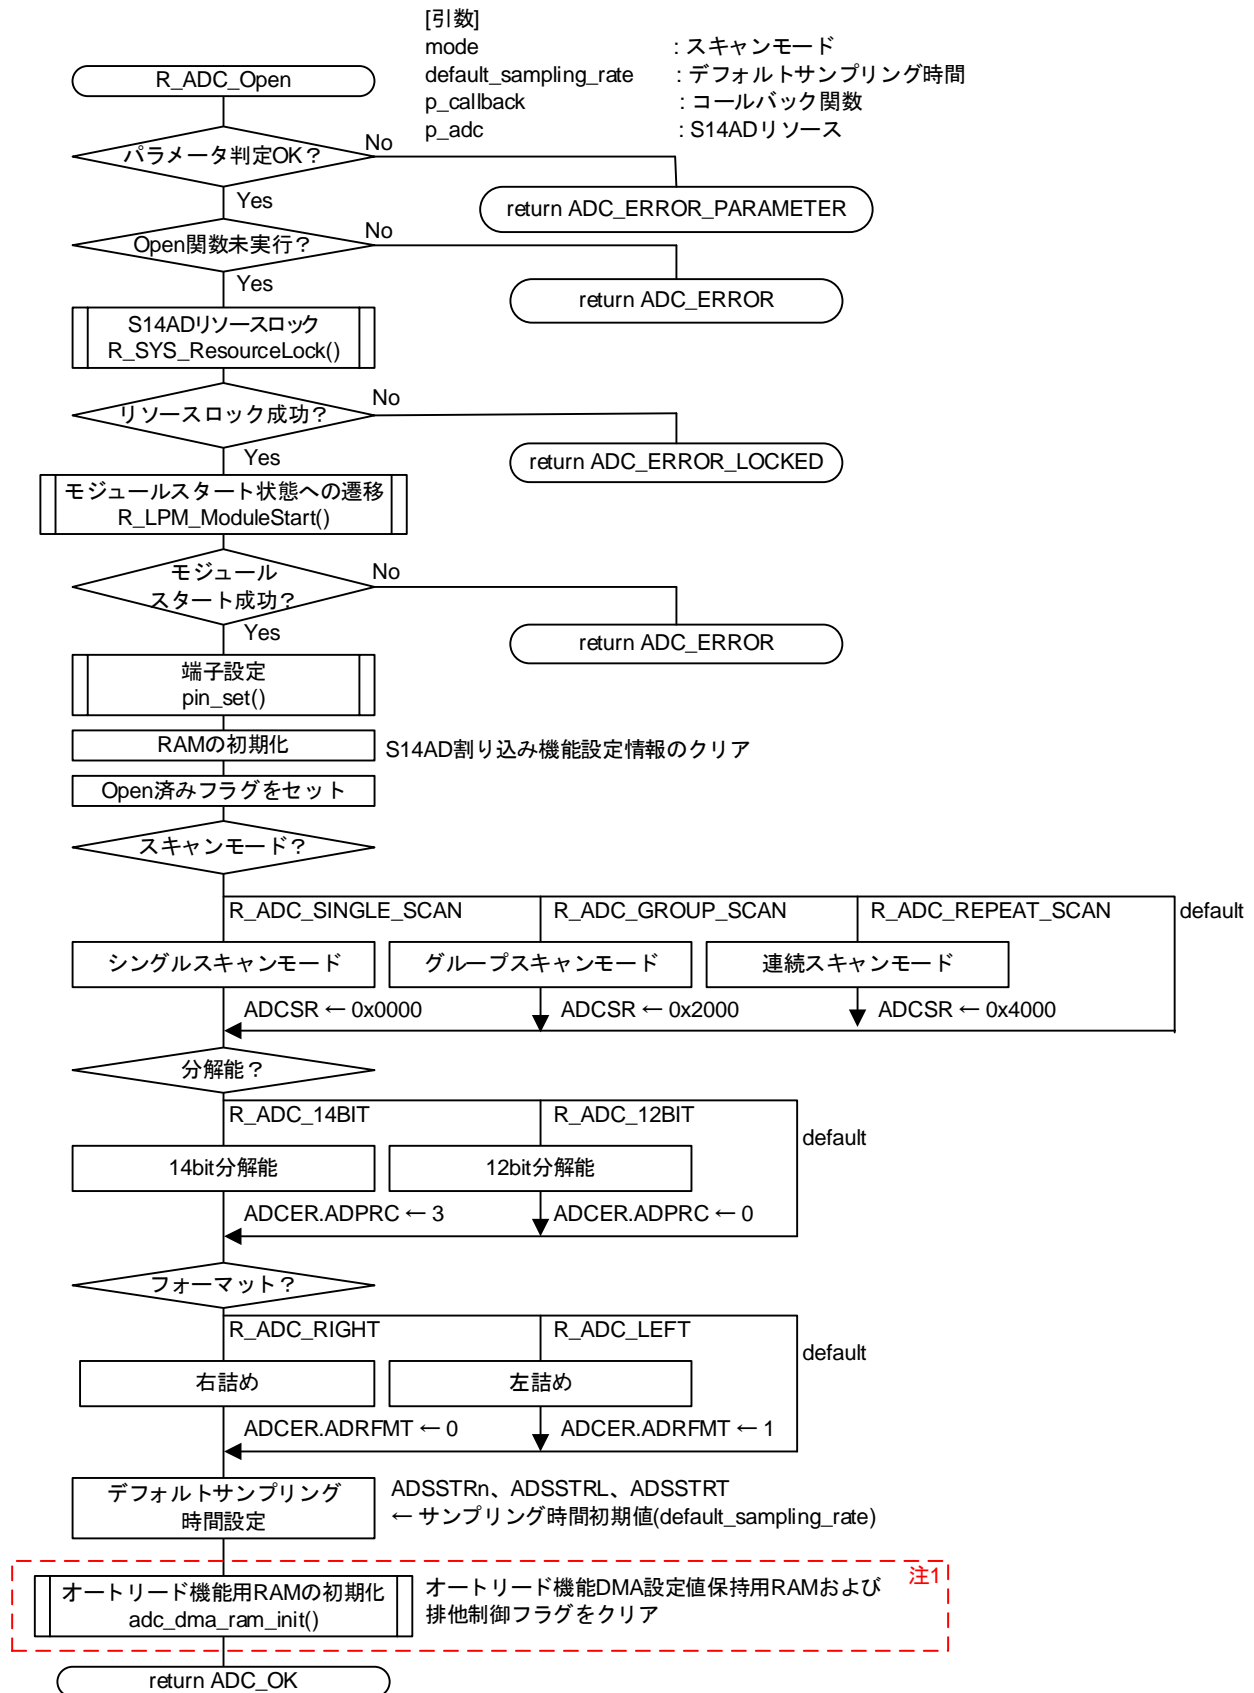 [引数]
mode : スキャンモード
default_sampling_rate : デフォルトサンプリング時間
p_callback : コールバック関数
p_adc : S14ADリソース
R_ADC_Open
パラメータ判定OK？
No
Yes
return ADC_ERROR_PARAMETER
Open関数未実行？
No
Yes
return ADC_ERROR
S14ADリソースロック
R_SYS_ResourceLock()
リソースロック成功？
No
Yes
return ADC_ERROR_LOCKED
モジュールスタート状態への遷移
R_LPM_ModuleStart()
モジュール
スタート成功？
No
Yes
return ADC_ERROR
端子設定
pin_set()
RAMの初期化
S14AD割り込み機能設定情報のクリア
Open済みフラグをセット
スキャンモード？
R_ADC_SINGLE_SCAN
R_ADC_GROUP_SCAN
R_ADC_REPEAT_SCAN
default
シングルスキャンモード
グループスキャンモード
連続スキャンモード
ADCSR ← 0x0000
ADCSR ← 0x2000
ADCSR ← 0x4000
分解能？
R_ADC_14BIT
R_ADC_12BIT
default
14bit分解能
12bit分解能
ADCER.ADPRC ← 3
ADCER.ADPRC ← 0
フォーマット？
R_ADC_RIGHT
R_ADC_LEFT
default
右詰め
左詰め
ADCER.ADRFMT ← 0
ADCER.ADRFMT ← 1
デフォルトサンプリング
時間設定
ADSSTRn、ADSSTRL、ADSSTRT
← サンプリング時間初期値(default_sampling_rate)
注1
オートリード機能用RAMの初期化
adc_dma_ram_init()
オートリード機能DMA設定値保持用RAMおよび
排他制御フラグをクリア
return ADC_OK